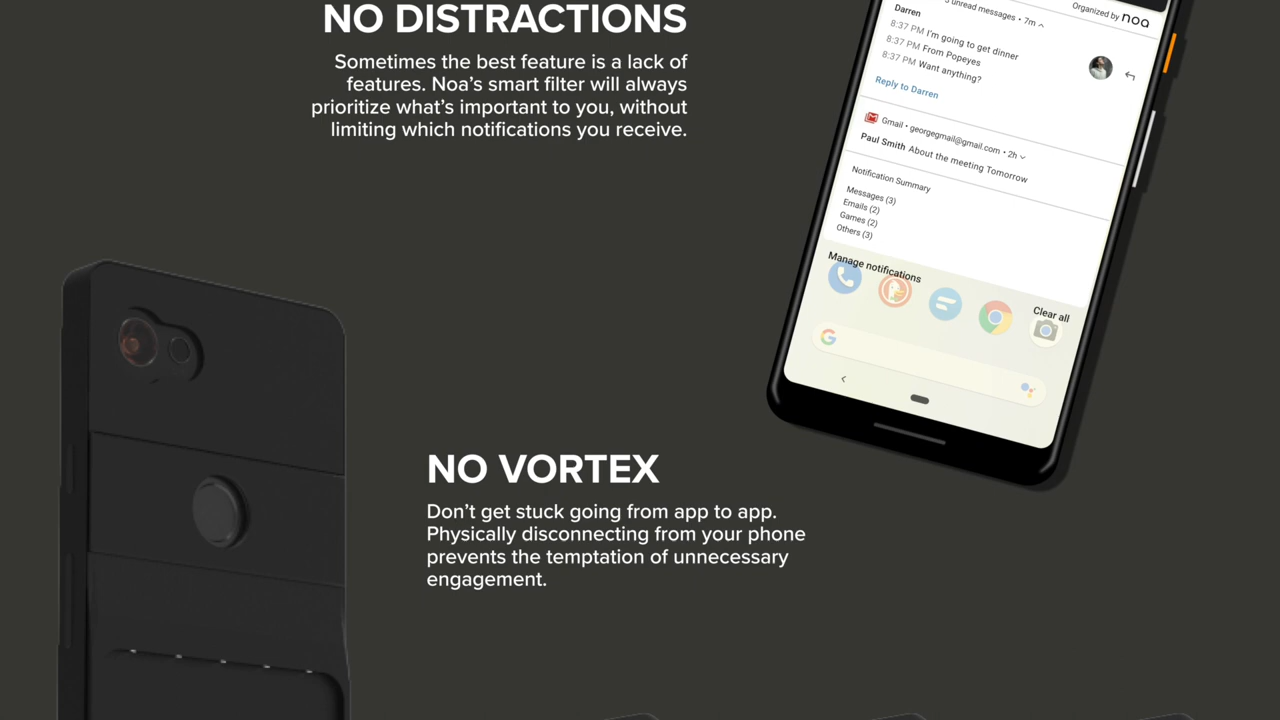 NO DISTRACTIONS
Sometimes the best feature is a lack of
features. Noa's smart filter will always
prioritize what's important to you, without
limiting which notifications you receive.
unread messages • 7m
Organized by noa
Darren
8:37 PM I'm going to get dinner
8:37 PM From Popeyes
8:37 PM Want anything?
Reply to Darren
Gmail • georgegmail@gmail.com • 2h
Paul Smith About the meeting Tomorrow
Notification Summary
Messages (3)
Emails (2)
Games (2)
Others (3)
Manage notifications
Clear all
NO VORTEX
Don't get stuck going from app to app.
Physically disconnecting from your phone
prevents the temptation of unnecessary
engagement.